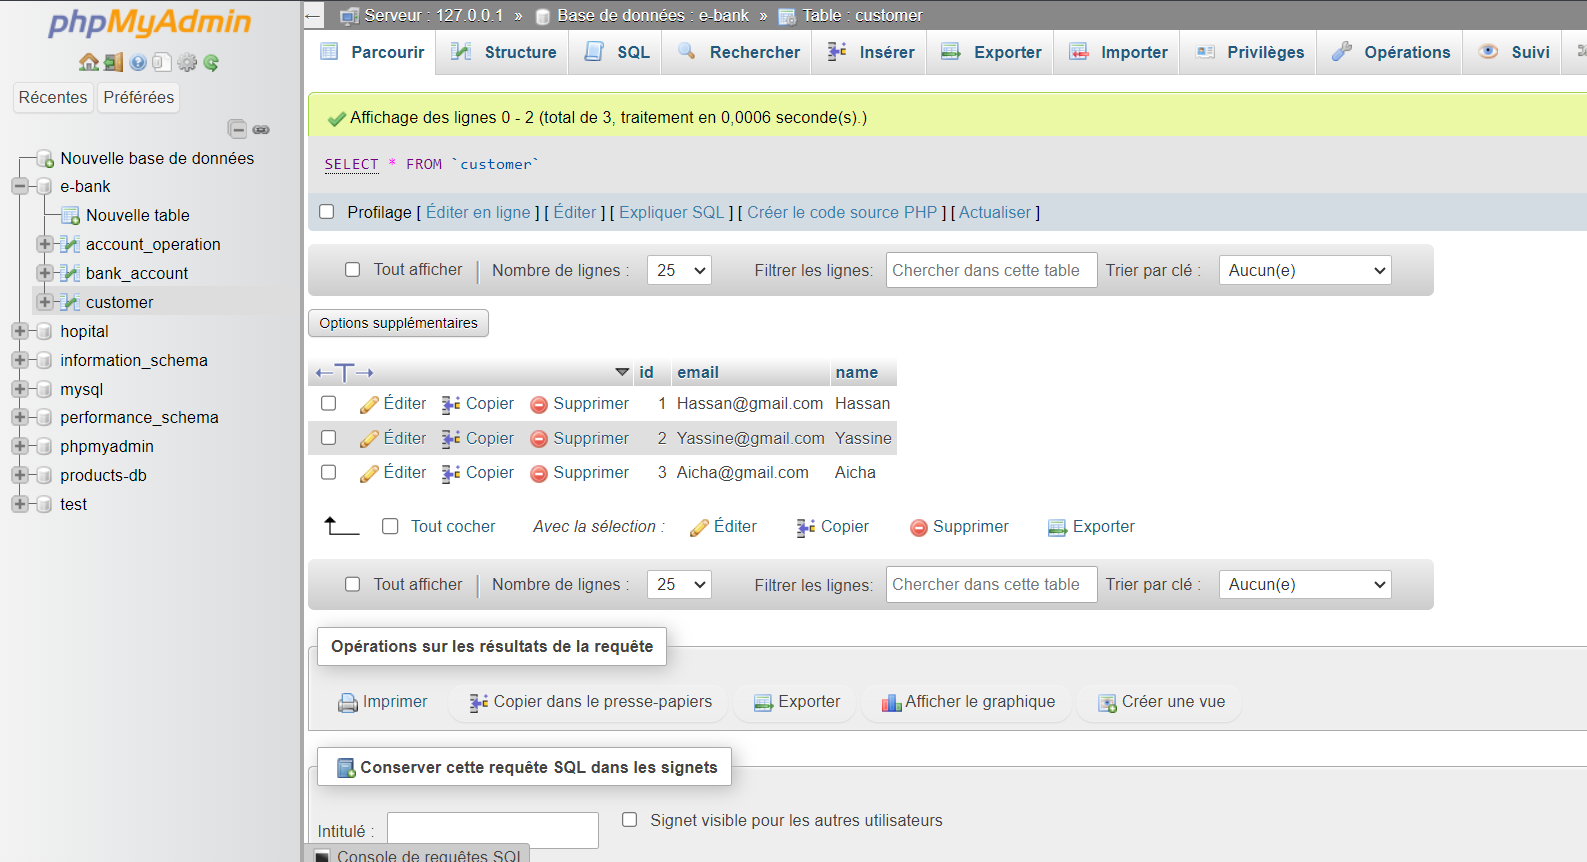 phpMyAdmin
Récentes
Préférées
Nouvelle base de données
e-bank
Nouvelle table
account_operation
bank_account
customer
hopital
information_schema
mysql
performance_schema
phpmyadmin
products-db
test
Serveur : 127.0.0.1 » Base de données : e-bank » Table : customer
Parcourir Structure SQL Rechercher Insérer Exporter Importer Privilèges Opérations Suivi
Affichage des lignes 0 - 2 (total de 3, traitement en 0,0006 seconde(s).)
SELECT * FROM `customer`
Profilage [ Éditer en ligne ] [ Éditer ] [ Expliquer SQL ] [ Créer le code source PHP ] [ Actualiser ]
Tout afficher | Nombre de lignes : 25 Filtrer les lignes: Chercher dans cette table Trier par clé : Aucun(e)
Options supplémentaires
←T→ id email name
Éditer Copier Supprimer 1 Hassan@gmail.com Hassan
Éditer Copier Supprimer 2 Yassine@gmail.com Yassine
Éditer Copier Supprimer 3 Aicha@gmail.com Aicha
Tout cocher Avec la sélection : Éditer Copier Supprimer Exporter
Tout afficher | Nombre de lignes : 25 Filtrer les lignes: Chercher dans cette table Trier par clé : Aucun(e)
Opérations sur les résultats de la requête
Imprimer Copier dans le presse-papiers Exporter Afficher le graphique Créer une vue
Conserver cette requête SQL dans les signets
Intitulé : Signet visible pour les autres utilisateurs
Console de requêtes SQL